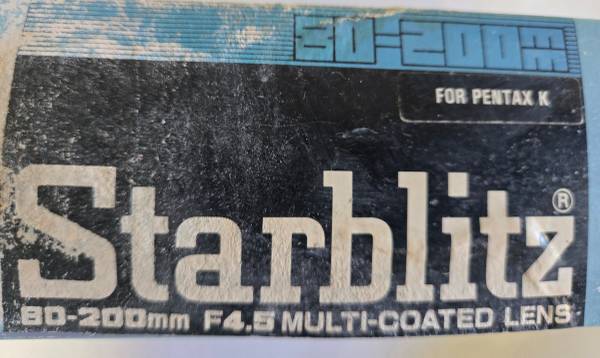 80-200mm
FOR PENTAX K
Starblitz®
80-200mm F4.5 MULTI-COATED LENS